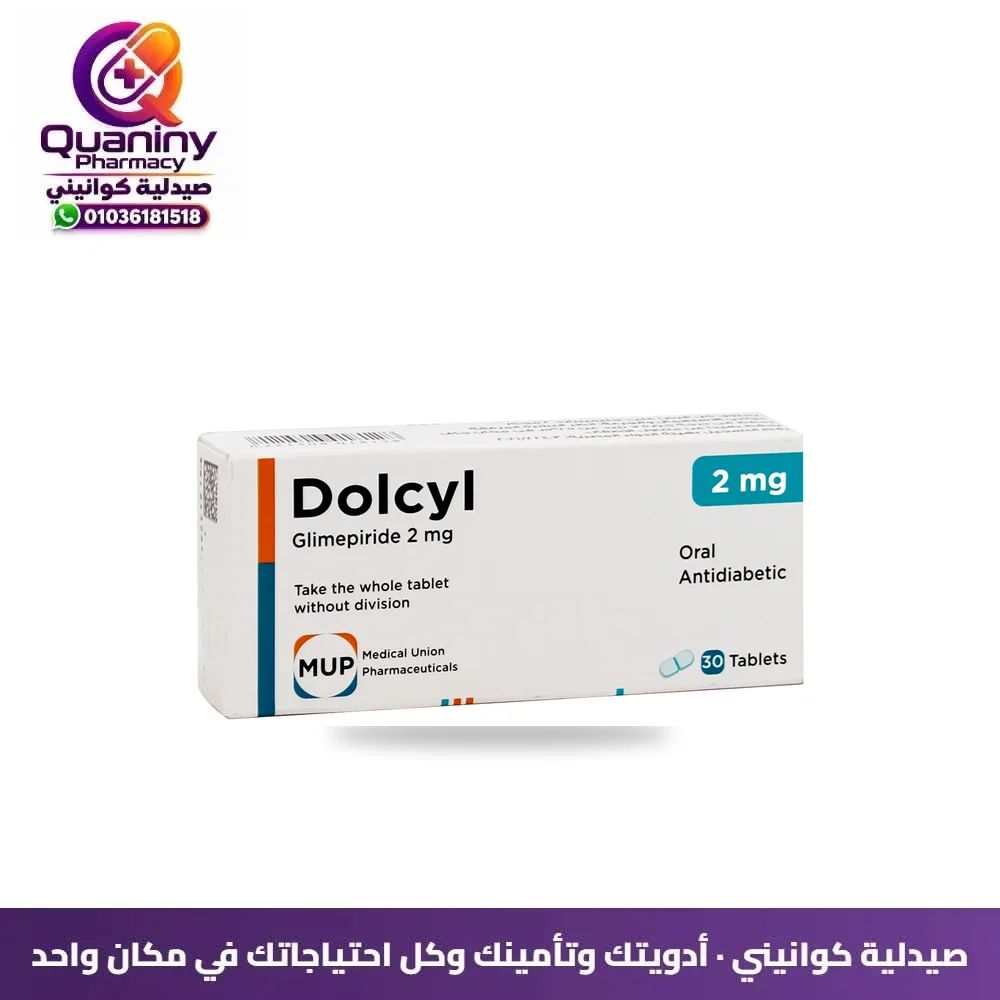 Quaniny
Pharmacy
صيدلية كوانيني
01036181518
Dolcyl
Glimepiride 2 mg
2 mg
Oral
Antidiabetic
Take the whole tablet
without division
MUP
Medical Union
Pharmaceuticals
30 Tablets
صيدلية كوانيني · أدويتك وتأمينك وكل احتياجاتك في مكان واحد